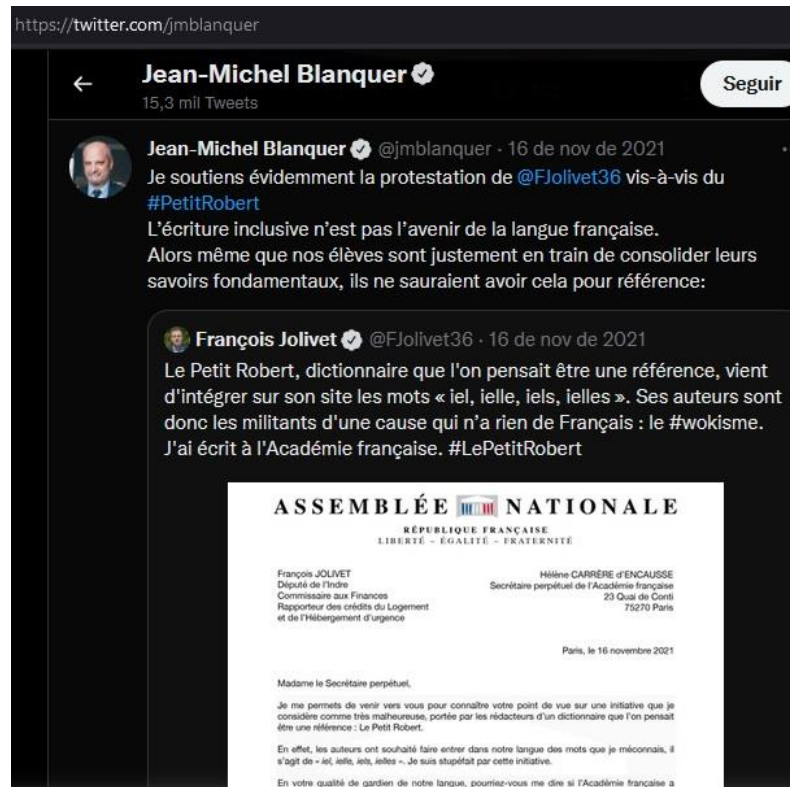 https://twitter.com/jmblanquer
Jean-Michel Blanquer
15,3 mil Tweets
Seguir
Jean-Michel Blanquer @jmblanquer · 16 de nov de 2021
Je soutiens évidemment la protestation de @FJolivet36 vis-à-vis du
#PetitRobert
L'écriture inclusive n'est pas l'avenir de la langue française.
Alors même que nos élèves sont justement en train de consolider leurs
savoirs fondamentaux, ils ne sauraient avoir cela pour référence:
François Jolivet @FJolivet36 · 16 de nov de 2021
Le Petit Robert, dictionnaire que l'on pensait être une référence, vient
d'intégrer sur son site les mots « iel, ielle, iels, ielles ». Ses auteurs sont
donc les militants d'une cause qui n'a rien de Français : le #wokisme.
J'ai écrit à l'Académie française. #LePetitRobert
ASSEMBLÉE NATIONALE
RÉPUBLIQUE FRANÇAISE
LIBERTÉ - ÉGALITÉ - FRATERNITÉ
François JOLIVET
Député de l'Indre
Commissaire aux Finances
Rapporteur des crédits du Logement
et de l'Hébergement d'urgence
Hélène CARRÈRE d'ENCAUSSE
Secrétaire perpétuel de l'Académie française
23 Quai de Conti
75270 Paris
Paris, le 16 novembre 2021
Madame le Secrétaire perpétuel,
Je me permets de venir vers vous pour connaître votre point de vue sur une initiative que je
considère comme très malheureuse, portée par les rédacteurs d'un dictionnaire que l'on pensait
être une référence : Le Petit Robert.
En effet, les auteurs ont souhaité faire entrer dans notre langue des mots que je méconnais, il
s'agit de « iel, ielle, iels, ielles ». Je suis stupéfait par cette initiative.
En votre qualité de gardien de notre langue, pourriez-vous me dire si l'Académie française a